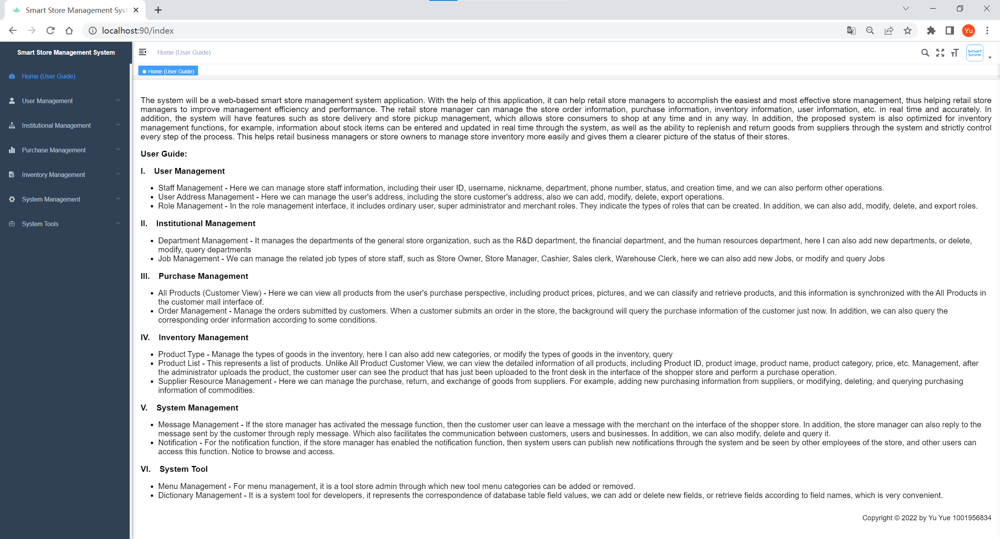 Smart Store Management Syst
localhost:90/index
Yu
Smart Store Management System
Home (User Guide)
Smart
Store
Home (User Guide)
Home (User Guide)
User Management
Institutional Management
Purchase Management
Inventory Management
System Management
System Tools
The system will be a web-based smart store management system application. With the help of this application, it can help retail store managers to accomplish the easiest and most effective store management, thus helping retail store
managers to improve management efficiency and performance. The retail store manager can manage the store order information, purchase information, inventory information, user information, etc. in real time and accurately. In
addition, the system will have features such as store delivery and store pickup management, which allows store consumers to shop at any time and in any way. In addition, the proposed system is also optimized for inventory
management functions, for example, information about stock items can be entered and updated in real time through the system, as well as the ability to replenish and return goods from suppliers through the system and strictly control
every step of the process. This helps retail business managers or store owners to manage store inventory more easily and gives them a clearer picture of the status of their stores.
User Guide:
I. User Management
• Staff Management - Here we can manage store staff information, including their user ID, username, nickname, department, phone number, status, and creation time, and we can also perform other operations.
• User Address Management - Here we can manage the user's address, including the store customer's address, also we can add, modify, delete, export operations.
• Role Management - In the role management interface, it includes ordinary user, super administrator and merchant roles. They indicate the types of roles that can be created. In addition, we can also add, modify, delete, and export roles.
II. Institutional Management
• Department Management - It manages the departments of the general store organization, such as the R&D department, the financial department, and the human resources department, here I can also add new departments, or delete,
modify, query departments
• Job Management - We can manage the related job types of store staff, such as Store Owner, Store Manager, Cashier, Sales clerk, Warehouse Clerk, here we can also add new Jobs, or modify and query Jobs
III. Purchase Management
• All Products (Customer View) - Here we can view all products from the user's purchase perspective, including product prices, pictures, and we can classify and retrieve products, and this information is synchronized with the All Products in
the customer mall interface of.
• Order Management - Manage the orders submitted by customers. When a customer submits an order in the store, the background will query the purchase information of the customer just now. In addition, we can also query the
corresponding order information according to some conditions.
IV. Inventory Management
• Product Type - Manage the types of goods in the inventory, here I can also add new categories, or modify the types of goods in the inventory, query
• Product List - This represents a list of products. Unlike All Product Customer View, we can view the detailed information of all products, including Product ID, product image, product name, product category, price, etc. Management, after
the administrator uploads the product, the customer user can see the product that has just been uploaded to the front desk in the interface of the shopper store and perform a purchase operation.
• Supplier Resource Management - Here we can manage the purchase, return, and exchange of goods from suppliers. For example, adding new purchasing information from suppliers, or modifying, deleting, and querying purchasing
information of commodities.
V. System Management
• Message Management - If the store manager has activated the message function, then the customer user can leave a message with the merchant on the interface of the shopper store. In addition, the store manager can also reply to the
message sent by the customer through reply message. Which also facilitates the communication between customers, users and businesses. In addition, we can also modify, delete and query it.
• Notification - For the notification function, if the store manager has enabled the notification function, then system users can publish new notifications through the system and be seen by other employees of the store, and other users can
access this function. Notice to browse and access.
VI. System Tool
• Menu Management - For menu management, it is a tool store admin through which new tool menu categories can be added or removed.
• Dictionary Management - It is a system tool for developers, it represents the correspondence of database table field values, we can add or delete new fields, or retrieve fields according to field names, which is very convenient.
Copyright © 2022 by Yu Yue 1001956834